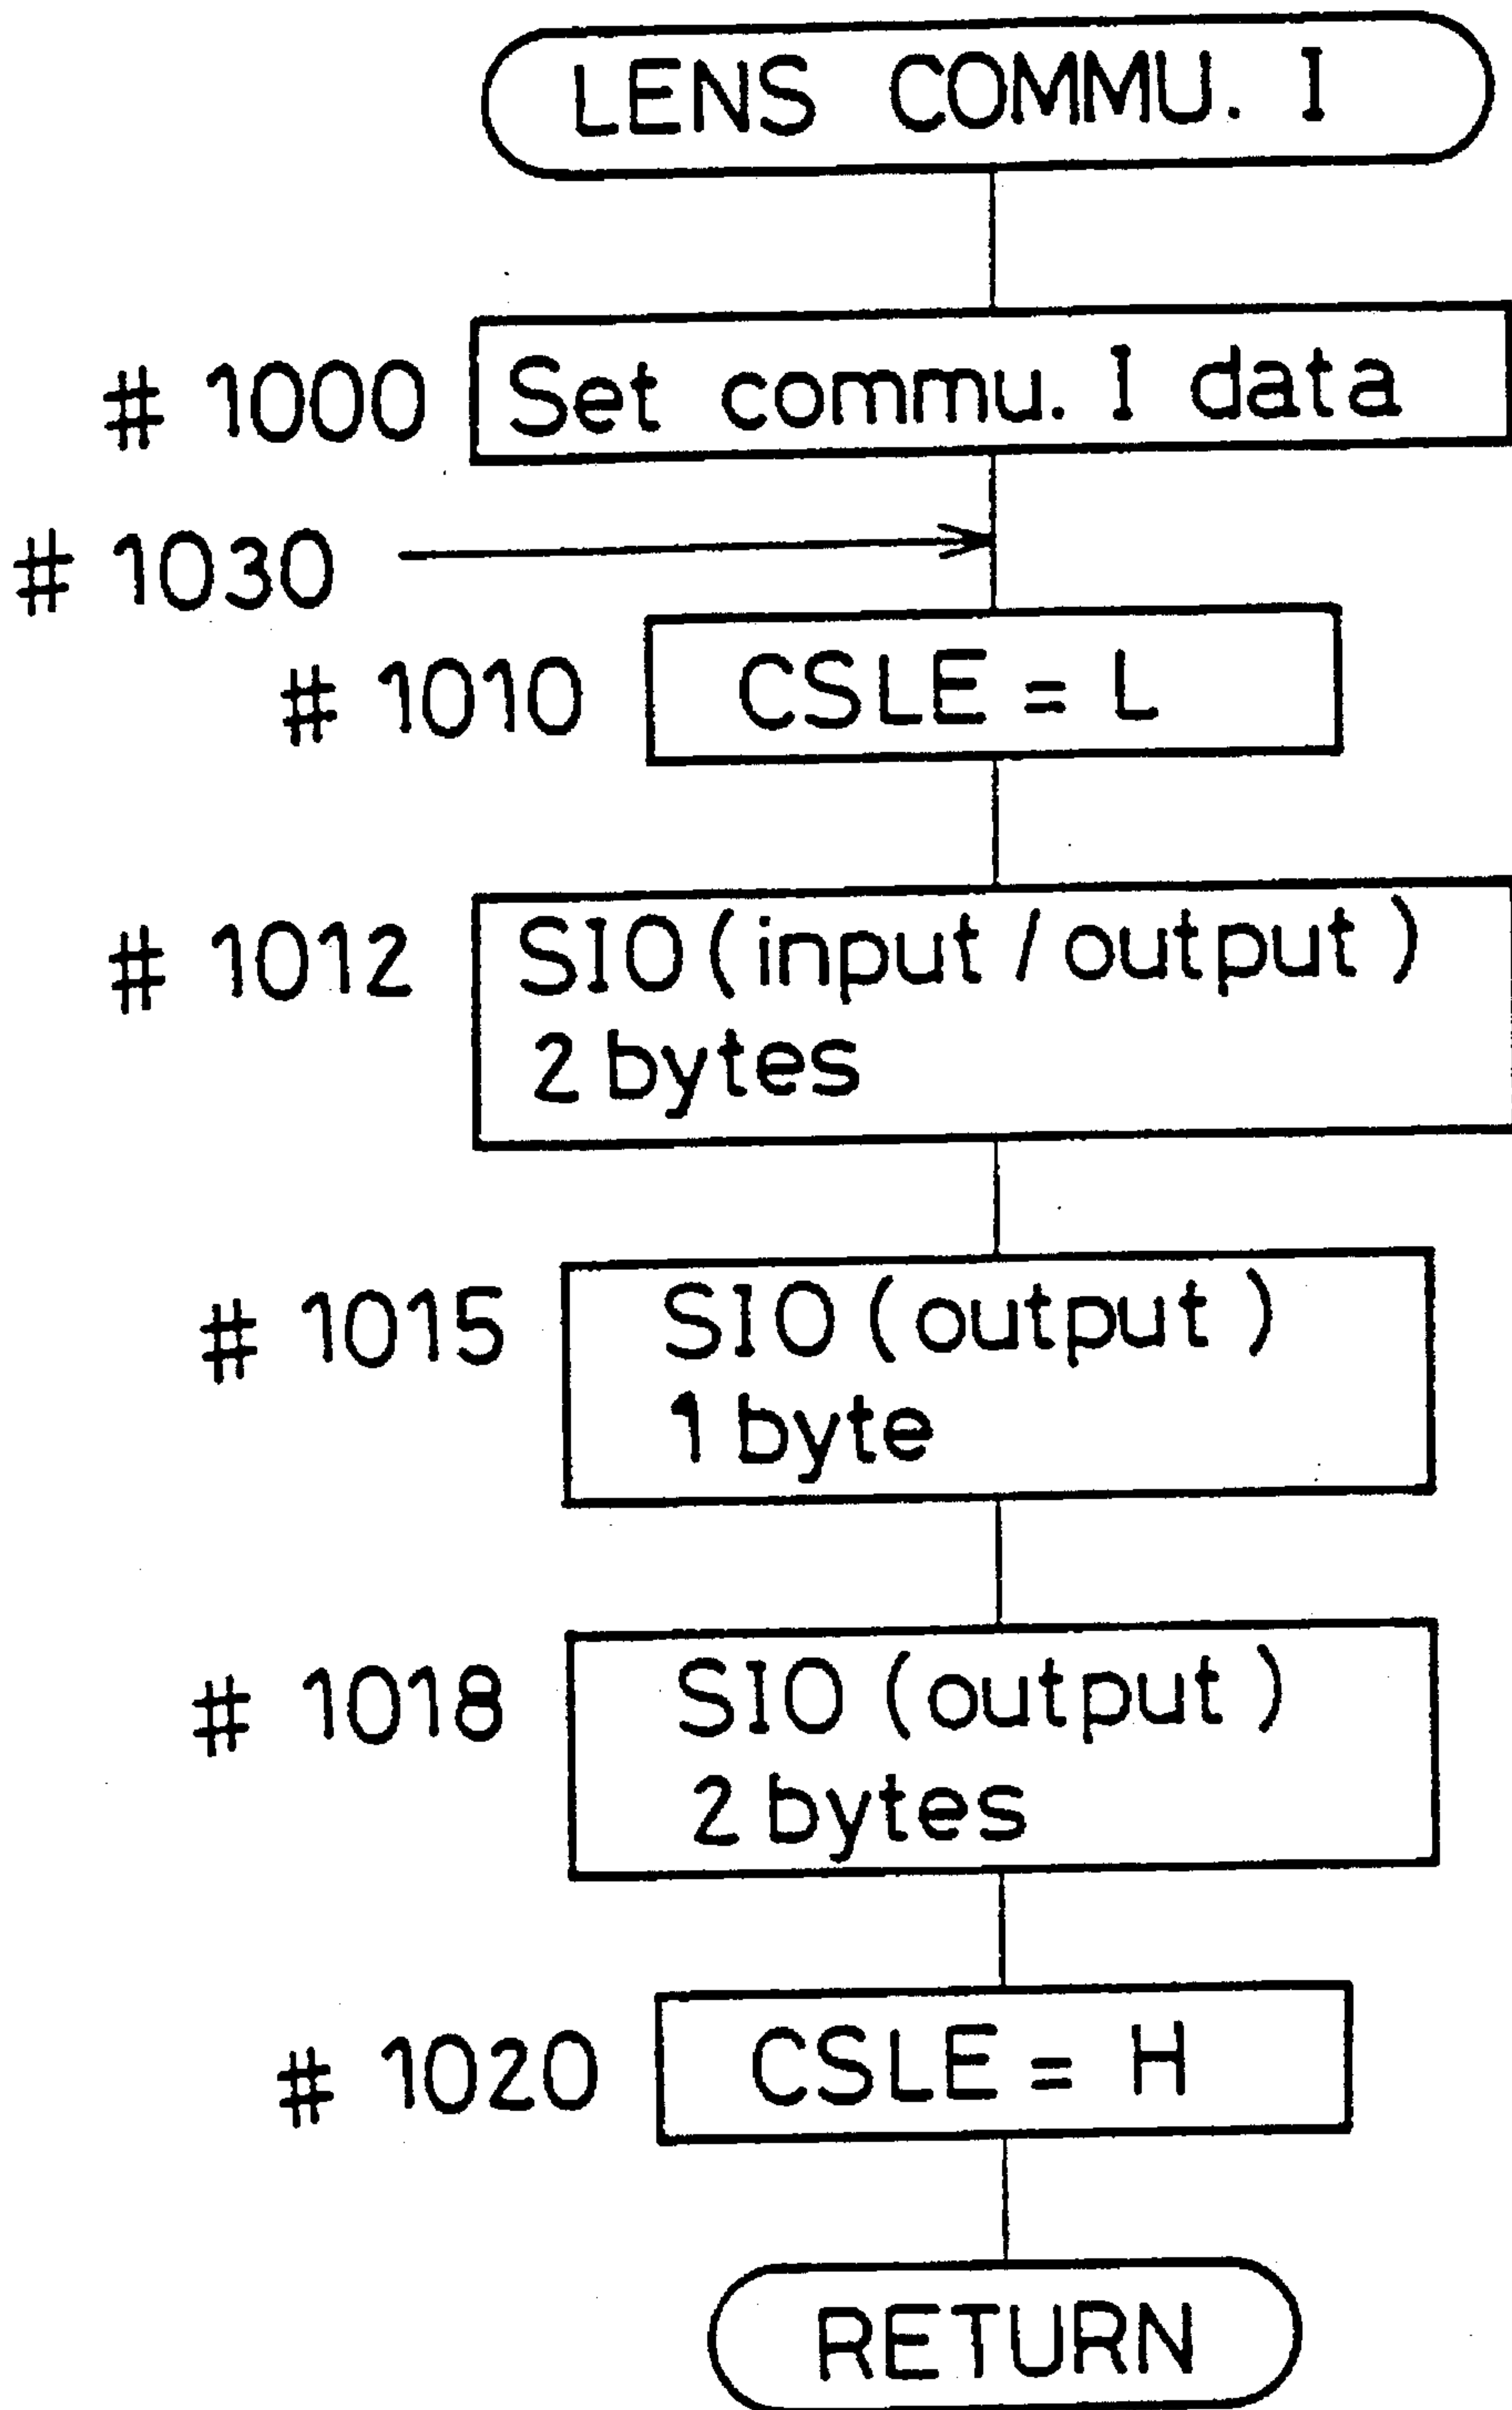 LENS COMMU. I
# 1000 Set commu. I data
# 1030
# 1010 CSLE = L
# 1012 SIO (input / output)
2 bytes
# 1015 SIO (output)
1 byte
# 1018 SIO (output)
2 bytes
# 1020 CSLE = H
RETURN